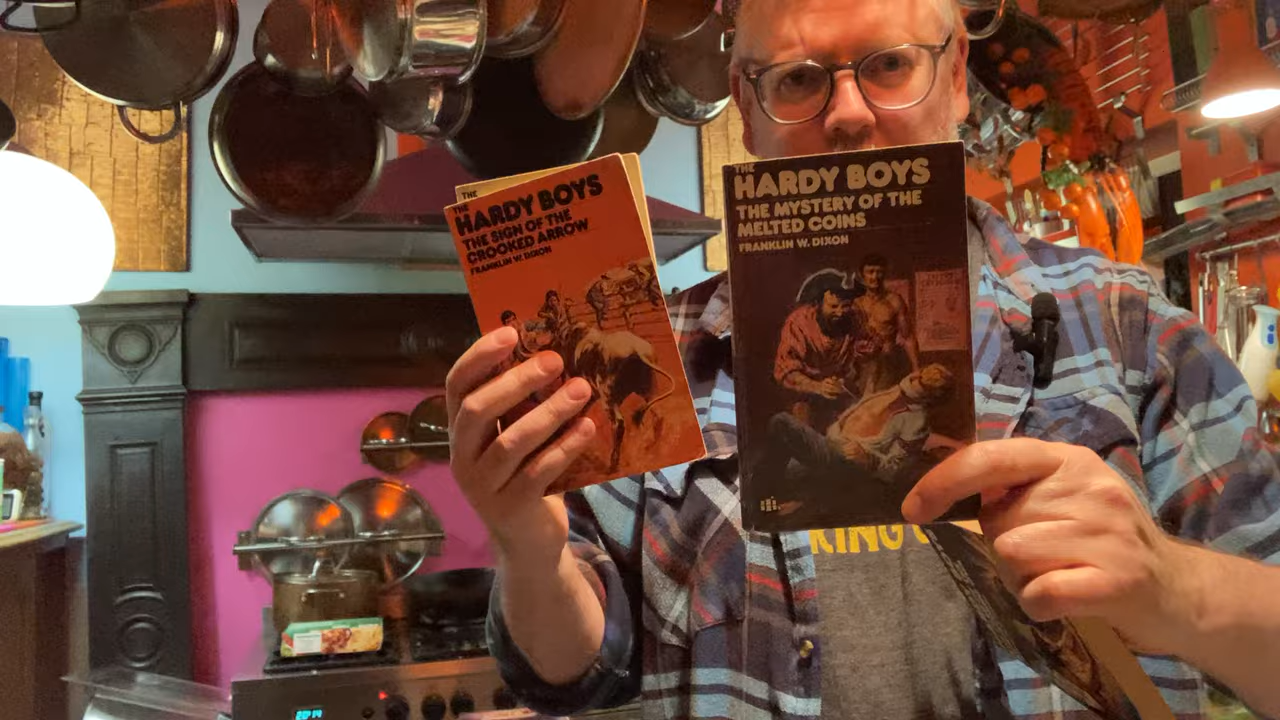 THE
THE
HARDY BOYS
THE SIGN OF THE
CROOKED ARROW
FRANKLIN W. DIXON
THE
HARDY BOYS
THE MYSTERY OF THE
MELTED COINS
FRANKLIN W. DIXON
KING